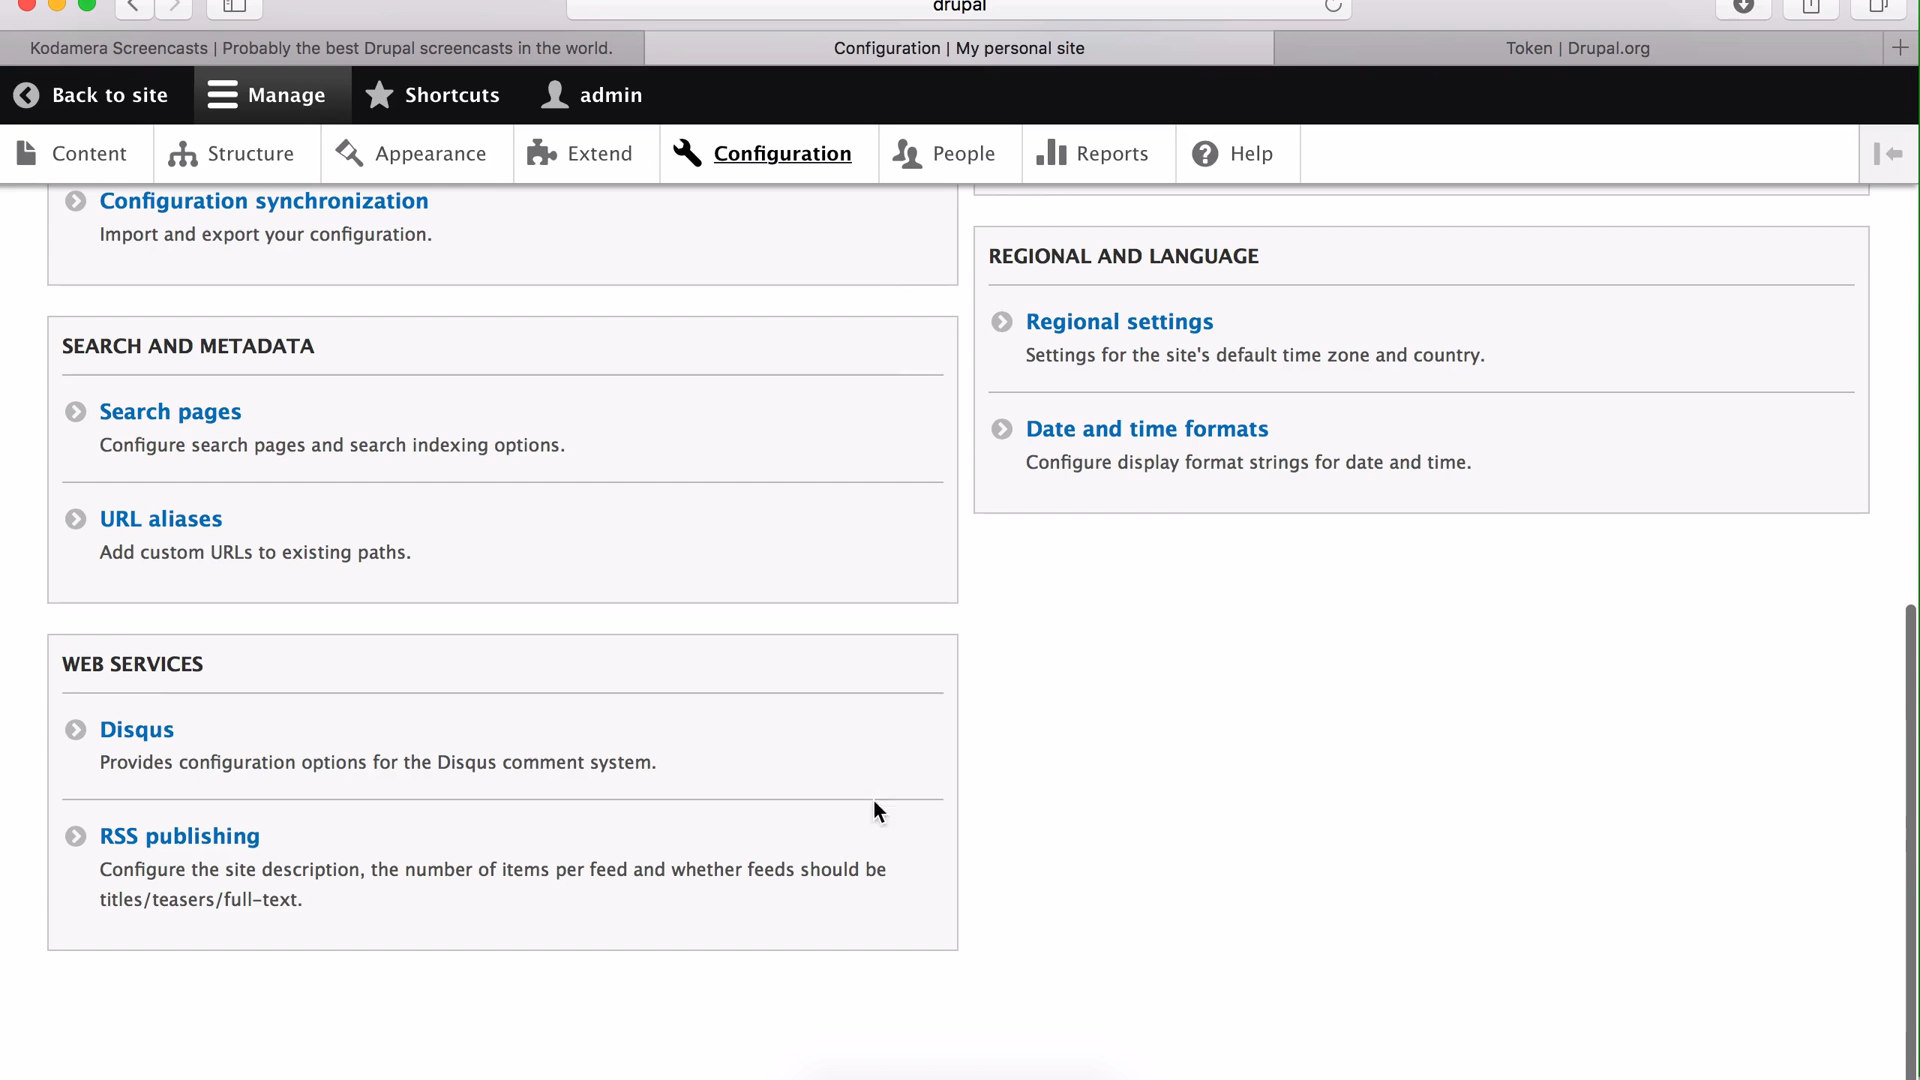 drupal
Kodamera Screencasts | Probably the best Drupal screencasts in the world.
Configuration | My personal site
Token | Drupal.org
Back to site
Manage
Shortcuts
admin
Content
Structure
Appearance
Extend
Configuration
People
Reports
Help
Configuration synchronization
Import and export your configuration.
SEARCH AND METADATA
Search pages
Configure search pages and search indexing options.
URL aliases
Add custom URLs to existing paths.
WEB SERVICES
Disqus
Provides configuration options for the Disqus comment system.
RSS publishing
Configure the site description, the number of items per feed and whether feeds should be
titles/teasers/full-text.
REGIONAL AND LANGUAGE
Regional settings
Settings for the site's default time zone and country.
Date and time formats
Configure display format strings for date and time.